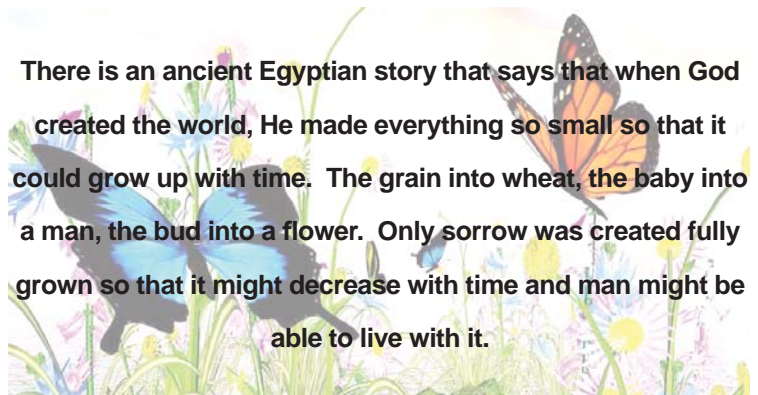 There is an ancient Egyptian story that says that when God
created the world, He made everything so small so that it
could grow up with time.  The grain into wheat, the baby into
a man, the bud into a flower.  Only sorrow was created fully
grown so that it might decrease with time and man might be
able to live with it.